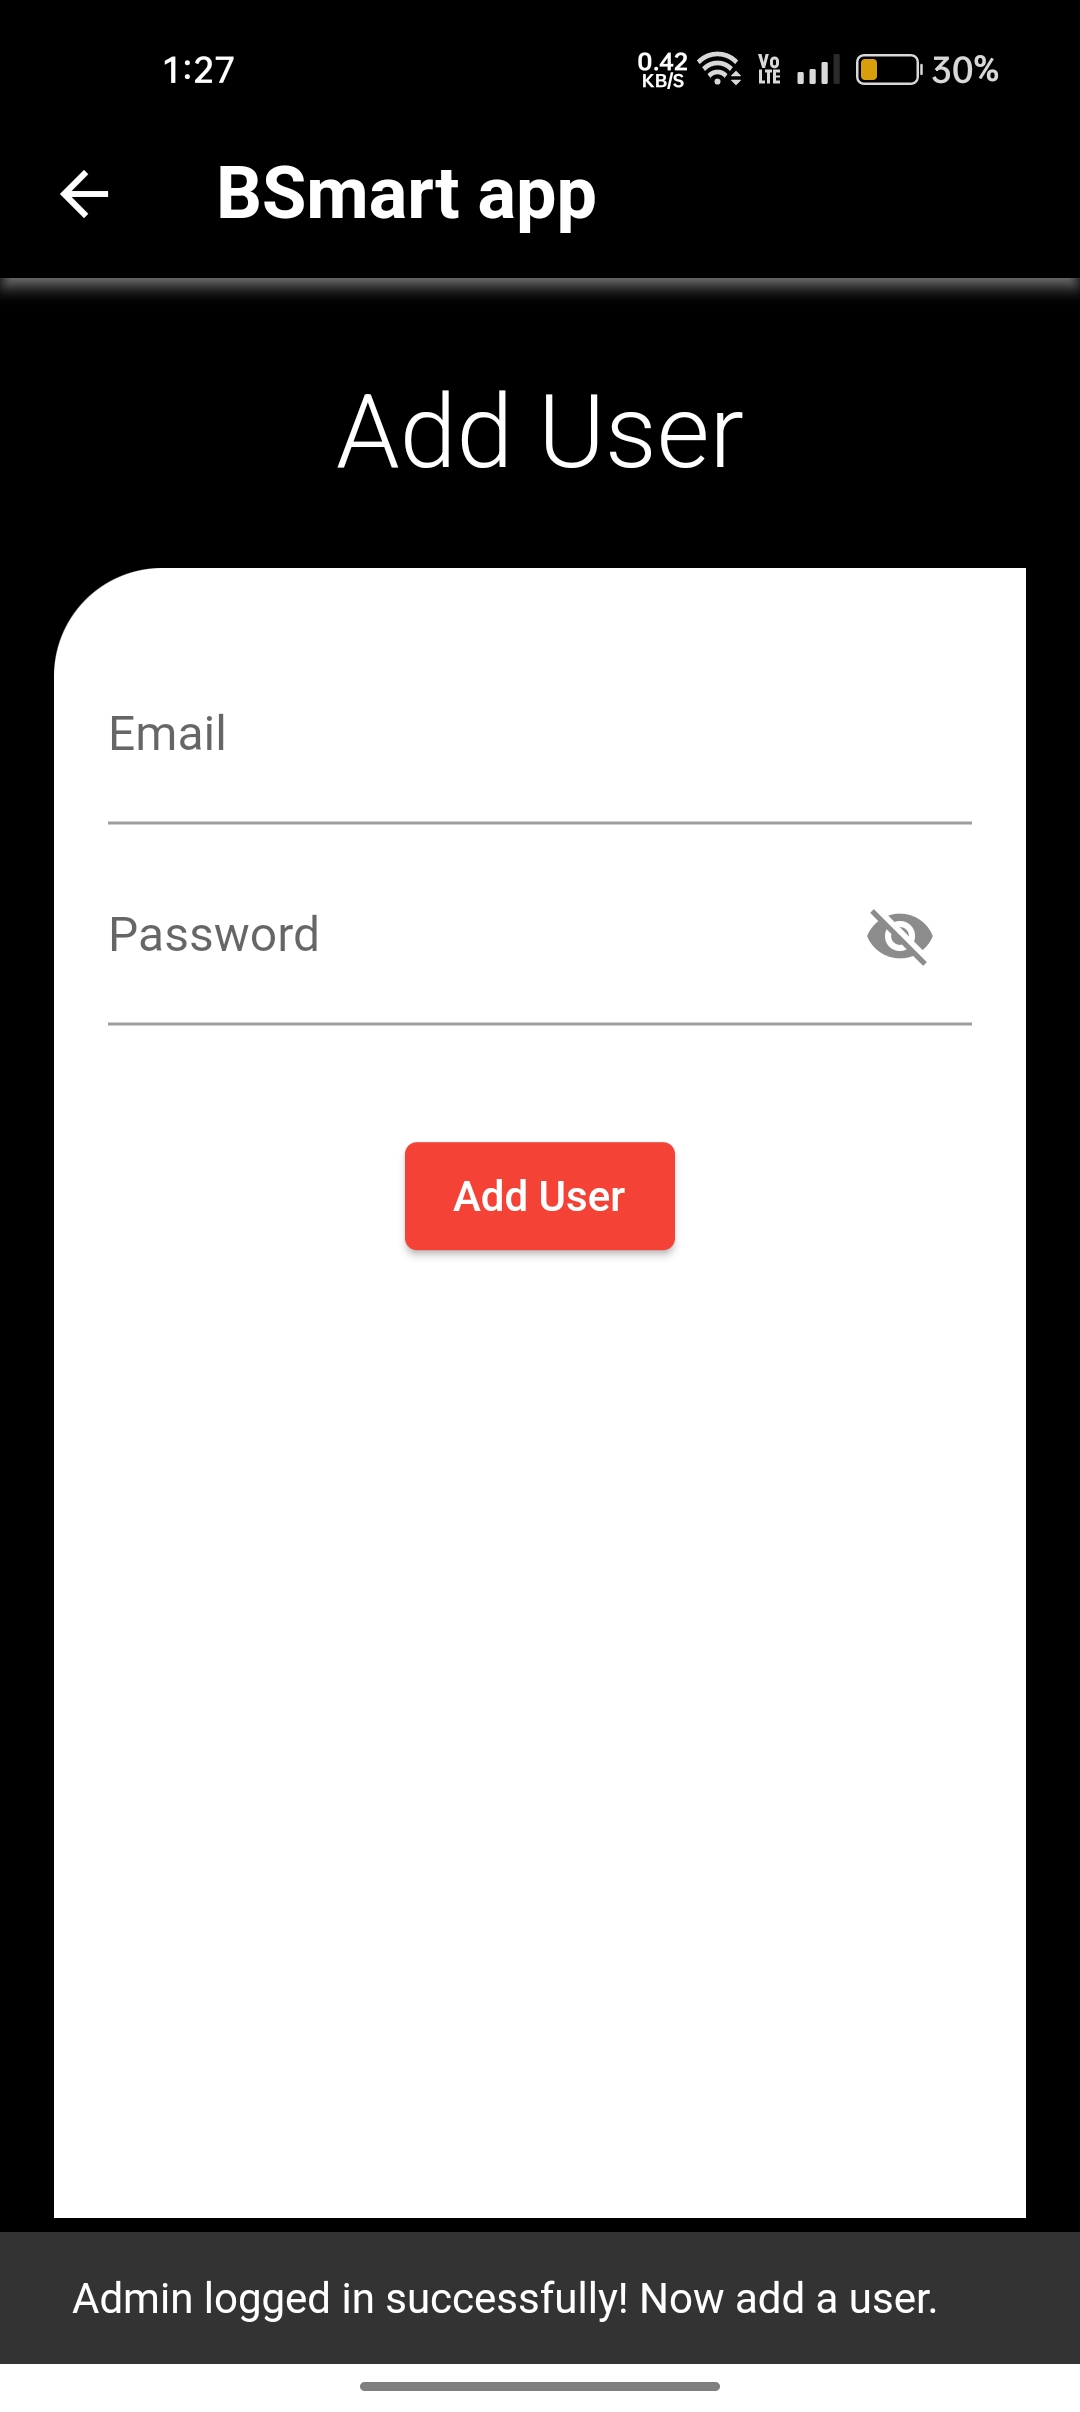 1:27
0.42
KB/S
Vo
LTE
30%
BSmart app
Add User
Email
Password
Add User
Admin logged in successfully! Now add a user.